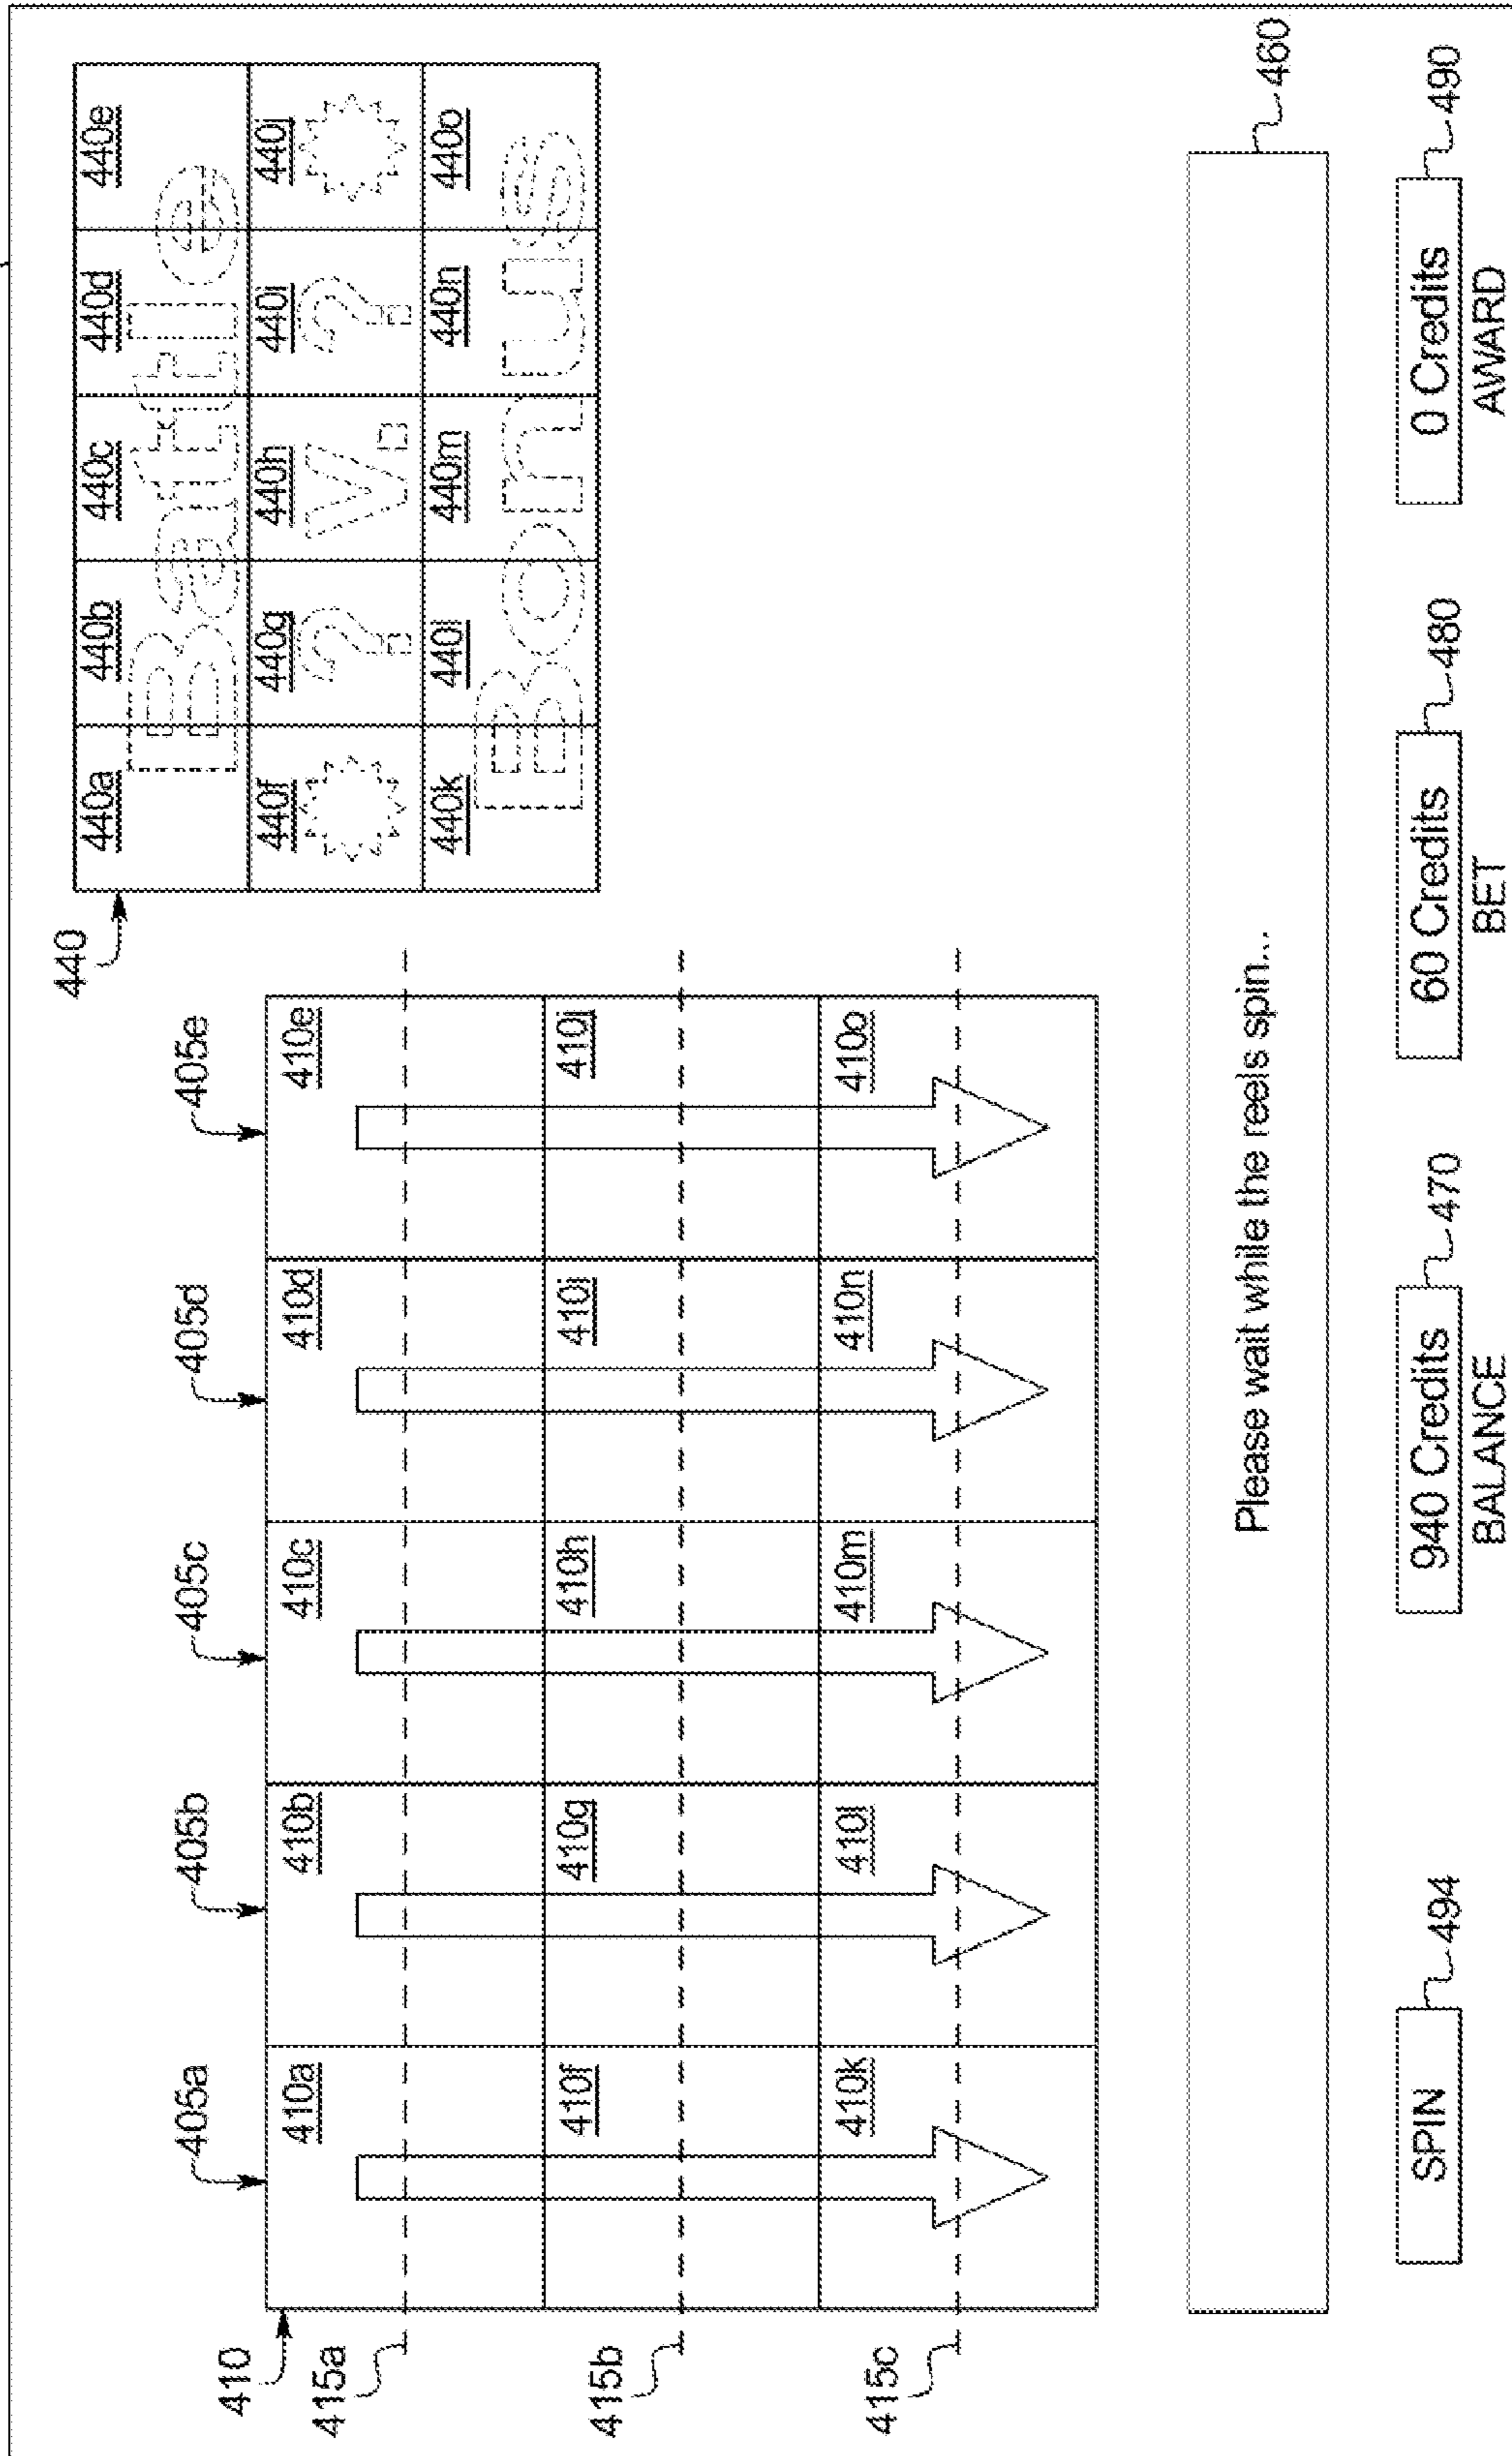 440
440a 440b 440c 440d 440e
Battle
440f 440g 440h 440i 440j
? v. ?
440k 440l 440m 440n 440o
Bonus
405a 405b 405c 405d 405e
410
410a 410b 410c 410d 410e
415a
410f 410g 410h 410i 410j
415b
410k 410l 410m 410n 410o
415c
Please wait while the reels spin...
460
SPIN 494 940 Credits 470 60 Credits 480 0 Credits 490
BALANCE BET AWARD